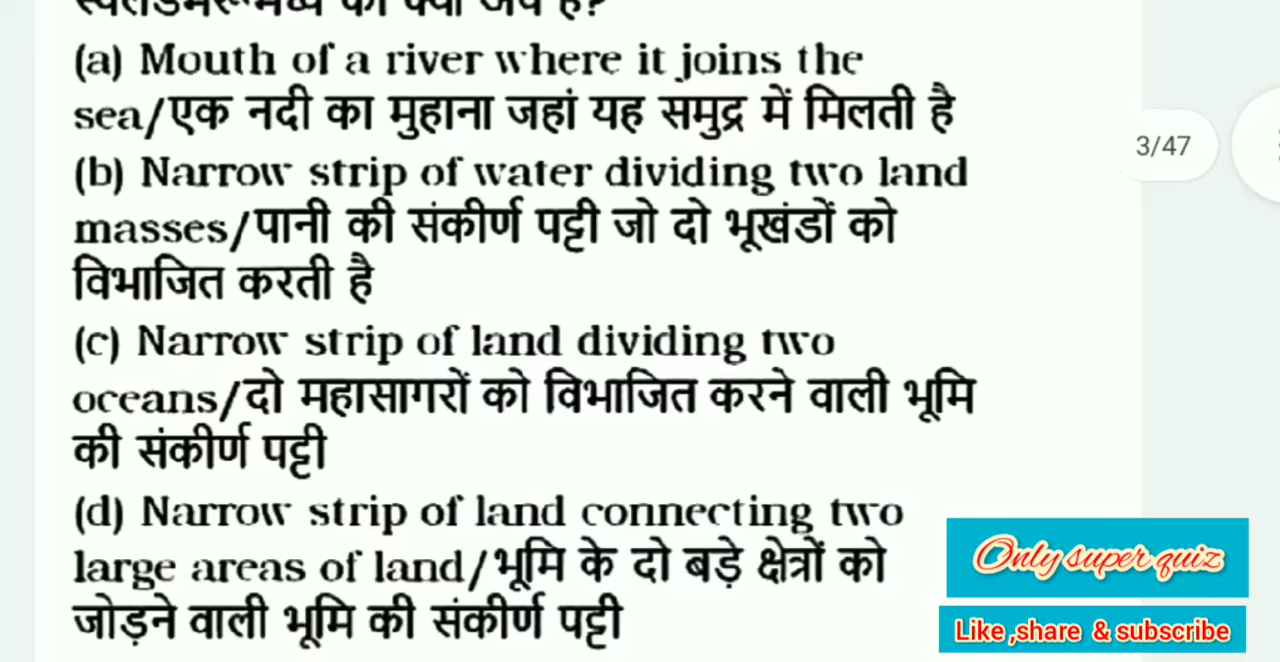 का क्या अर्थ है?
(a) Mouth of a river where it joins the
sea/एक नदी का मुहाना जहां यह समुद्र में मिलती है
3/47
(b) Narrow strip of water dividing two land
masses/पानी की संकीर्ण पट्टी जो दो भूखंडों को
विभाजित करती है
(c) Narrow strip of land dividing two
oceans/दो महासागरों को विभाजित करने वाली भूमि
की संकीर्ण पट्टी
(d) Narrow strip of land connecting two
large areas of land/भूमि के दो बड़े क्षेत्रों को
जोड़ने वाली भूमि की संकीर्ण पट्टी
Only super quiz
Like ,share & subscribe